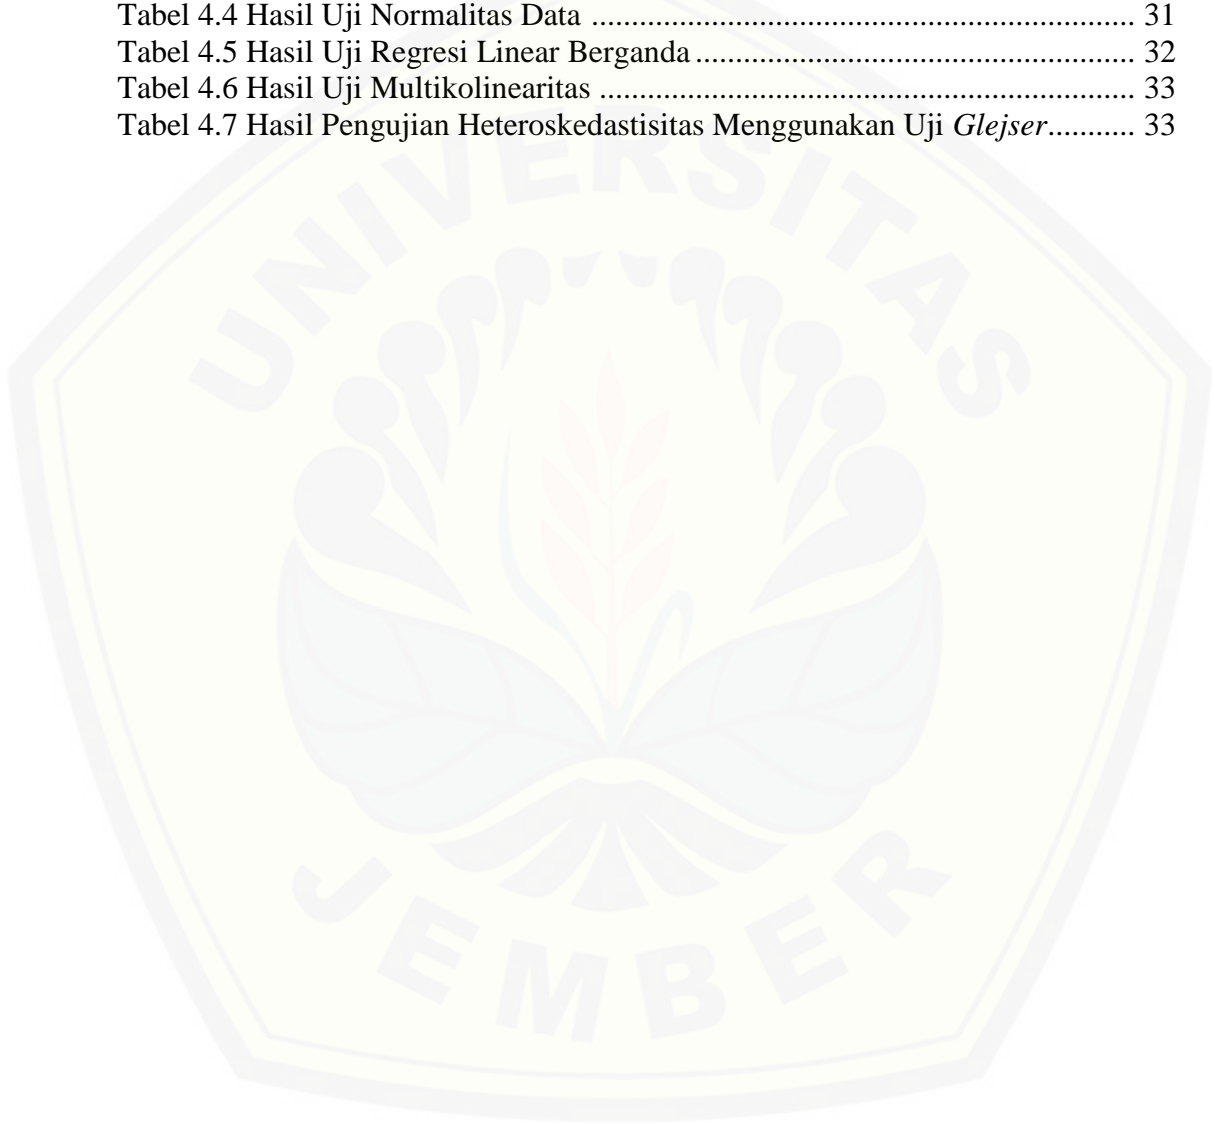 Tabel 4.4 Hasil Uji Normalitas Data ..................................................................... 31
Tabel 4.5 Hasil Uji Regresi Linear Berganda ........................................................ 32
Tabel 4.6 Hasil Uji Multikolinearitas .................................................................... 33
Tabel 4.7 Hasil Pengujian Heteroskedastisitas Menggunakan Uji Glejser........... 33
UNIVERSITAS
JEMBER